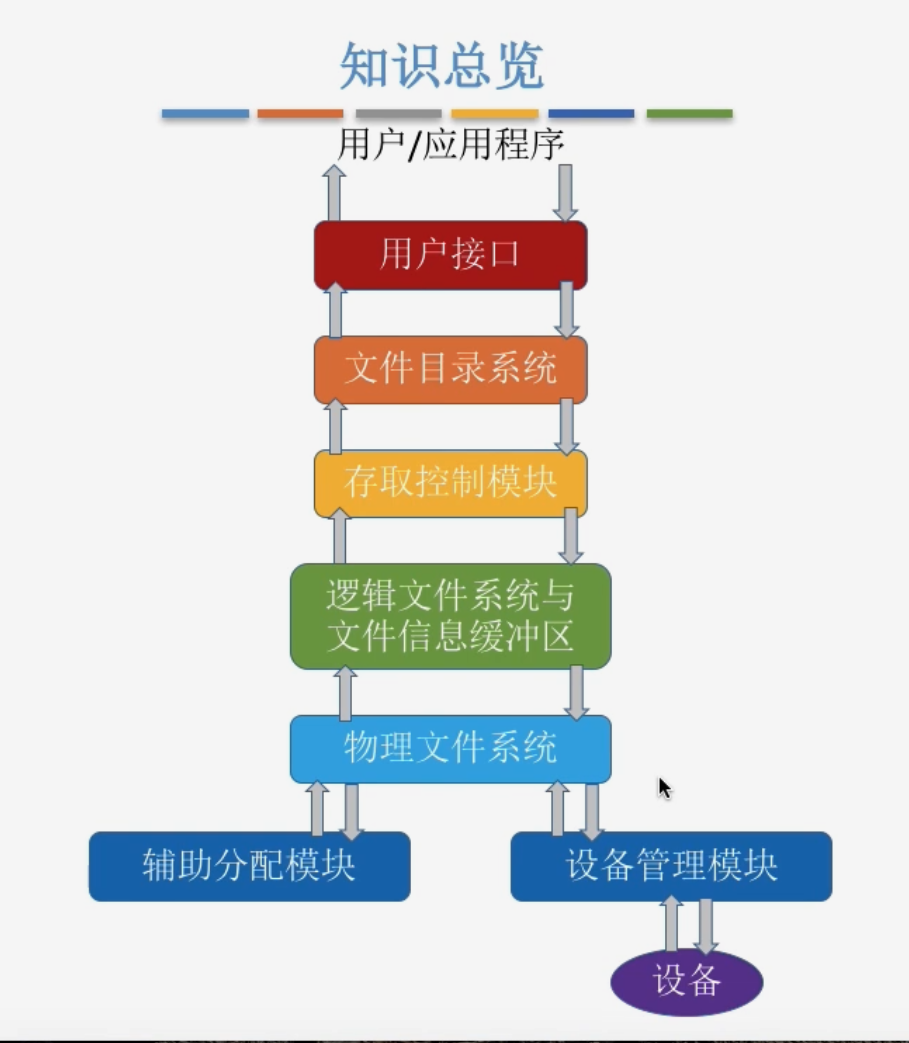 知识总览
用户/应用程序
用户接口
文件目录系统
存取控制模块
逻辑文件系统与
文件信息缓冲区
物理文件系统
辅助分配模块
设备管理模块
设备